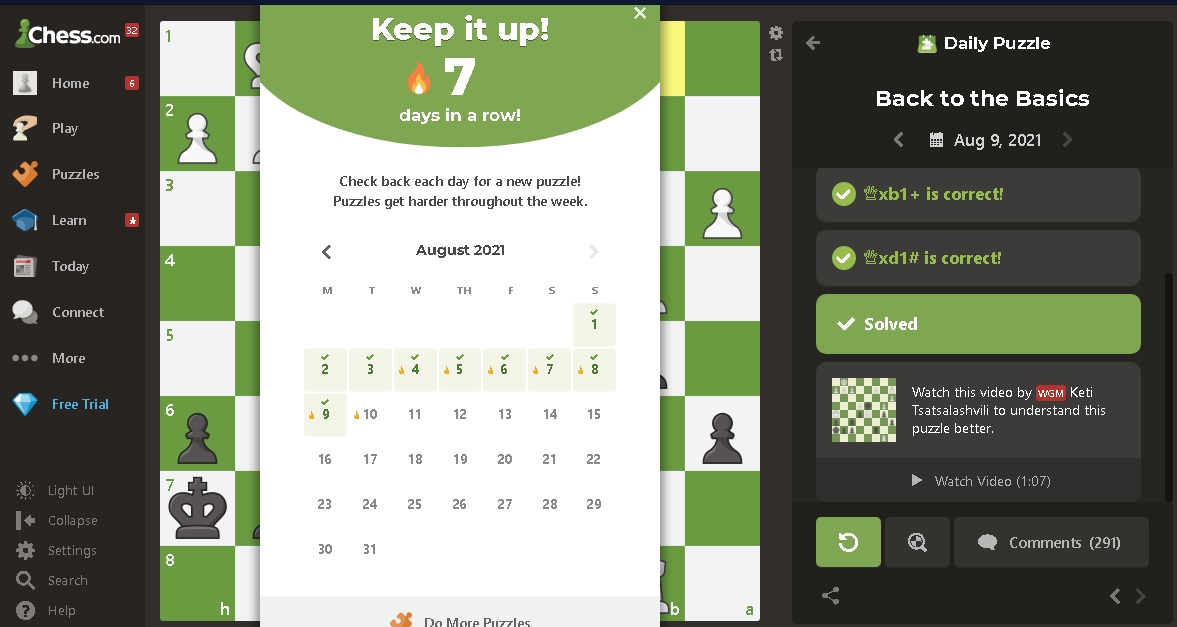 Chess.com
32
Home
6
Play
Puzzles
Learn
Today
Connect
More
Free Trial
Light UI
Collapse
Settings
Search
Help
1
2
3
4
5
6
7
8
h
b
a
Keep it up!
7
days in a row!
Check back each day for a new puzzle!
Puzzles get harder throughout the week.
August 2021
M T W TH F S S
1
2 3 4 5 6 7 8
9 10 11 12 13 14 15
16 17 18 19 20 21 22
23 24 25 26 27 28 29
30 31
Do More Puzzles
Daily Puzzle
Back to the Basics
Aug 9, 2021
♕xb1+ is correct!
♕xd1# is correct!
Solved
Watch this video by WGM Keti
Tsatsalashvili to understand this
puzzle better.
Watch Video (1:07)
Comments (291)